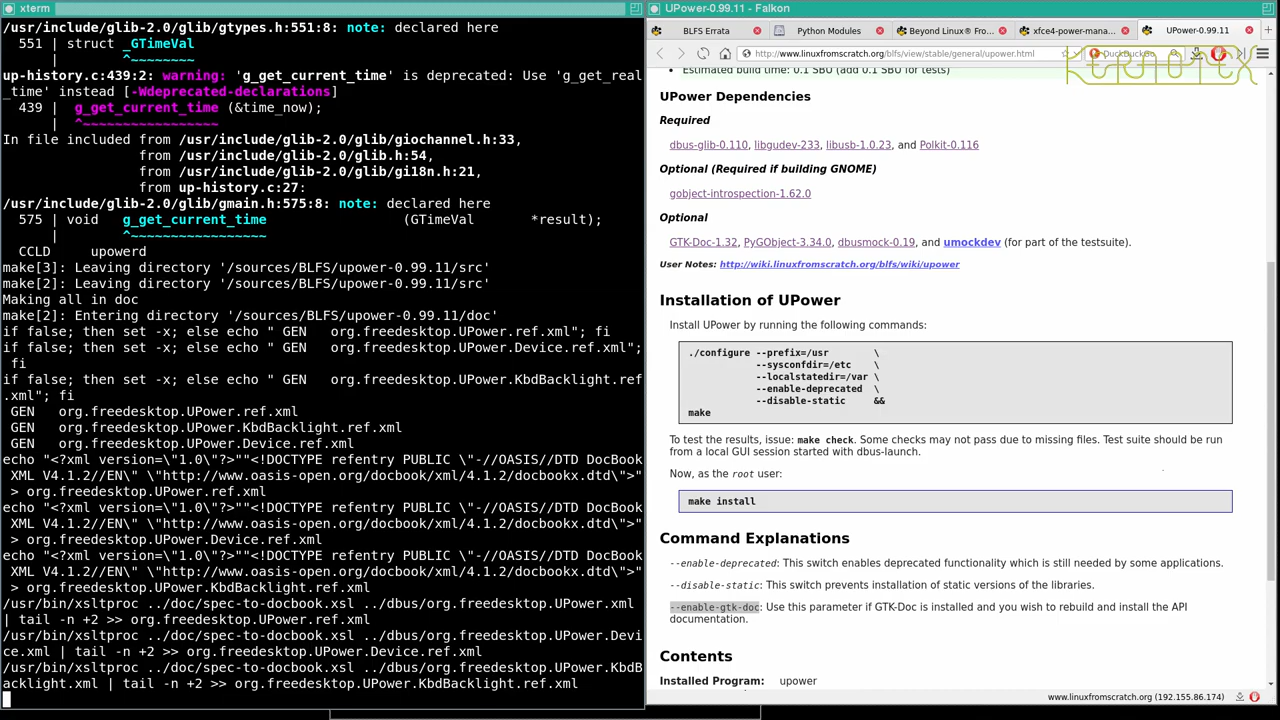 xterm
/usr/include/glib-2.0/glib/gtypes.h:551:8: note: declared here
551 | struct _GTimeVal
| ^~~~~~~~~
up-history.c:439:2: warning: 'g_get_current_time' is deprecated: Use 'g_get_real
_time' instead [-Wdeprecated-declarations]
439 | g_get_current_time (&time_now);
| ^~~~~~~~~~~~~~~~~~
In file included from /usr/include/glib-2.0/glib/giochannel.h:33,
from /usr/include/glib-2.0/glib.h:54,
from /usr/include/glib-2.0/glib/gi18n.h:21,
from up-history.c:27:
/usr/include/glib-2.0/glib/gmain.h:575:8: note: declared here
575 | void g_get_current_time (GTimeVal *result);
| ^~~~~~~~~~~~~~~~~~
CCLD upowerd
make[3]: Leaving directory '/sources/BLFS/upower-0.99.11/src'
make[2]: Leaving directory '/sources/BLFS/upower-0.99.11/src'
Making all in doc
make[2]: Entering directory '/sources/BLFS/upower-0.99.11/doc'
if false; then set -x; else echo " GEN org.freedesktop.UPower.ref.xml"; fi
if false; then set -x; else echo " GEN org.freedesktop.UPower.Device.ref.xml";
fi
if false; then set -x; else echo " GEN org.freedesktop.UPower.KbdBacklight.ref
.xml"; fi
GEN org.freedesktop.UPower.ref.xml
GEN org.freedesktop.UPower.KbdBacklight.ref.xml
GEN org.freedesktop.UPower.Device.ref.xml
echo "<?xml version=\"1.0\"?>""<!DOCTYPE refentry PUBLIC \"-//OASIS//DTD DocBook
XML V4.1.2//EN\" \"http://www.oasis-open.org/docbook/xml/4.1.2/docbookx.dtd\">"
> org.freedesktop.UPower.ref.xml
echo "<?xml version=\"1.0\"?>""<!DOCTYPE refentry PUBLIC \"-//OASIS//DTD DocBook
XML V4.1.2//EN\" \"http://www.oasis-open.org/docbook/xml/4.1.2/docbookx.dtd\">"
> org.freedesktop.UPower.Device.ref.xml
echo "<?xml version=\"1.0\"?>""<!DOCTYPE refentry PUBLIC \"-//OASIS//DTD DocBook
XML V4.1.2//EN\" \"http://www.oasis-open.org/docbook/xml/4.1.2/docbookx.dtd\">"
> org.freedesktop.UPower.KbdBacklight.ref.xml
/usr/bin/xsltproc ../doc/spec-to-docbook.xsl ../dbus/org.freedesktop.UPower.xml
| tail -n +2 >> org.freedesktop.UPower.ref.xml
/usr/bin/xsltproc ../doc/spec-to-docbook.xsl ../dbus/org.freedesktop.UPower.Devi
ce.xml | tail -n +2 >> org.freedesktop.UPower.Device.ref.xml
/usr/bin/xsltproc ../doc/spec-to-docbook.xsl ../dbus/org.freedesktop.UPower.KbdB
acklight.xml | tail -n +2 >> org.freedesktop.UPower.KbdBacklight.ref.xml
UPower-0.99.11 - Falkon
BLFS Errata
Python Modules
Beyond Linux® Fro...
xfce4-power-mana...
UPower-0.99.11
http://www.linuxfromscratch.org/blfs/view/stable/general/upower.html
DuckDuckGo
Estimated build time: 0.1 SBU (add 0.1 SBU for tests)
UPower Dependencies
Required
dbus-glib-0.110, libgudev-233, libusb-1.0.23, and Polkit-0.116
Optional (Required if building GNOME)
gobject-introspection-1.62.0
Optional
GTK-Doc-1.32, PyGObject-3.34.0, dbusmock-0.19, and umockdev (for part of the testsuite).
User Notes: http://wiki.linuxfromscratch.org/blfs/wiki/upower
Installation of UPower
Install UPower by running the following commands:
./configure --prefix=/usr \
--sysconfdir=/etc \
--localstatedir=/var \
--enable-deprecated \
--disable-static &&
make
To test the results, issue: make check. Some checks may not pass due to missing files. Test suite should be run
from a local GUI session started with dbus-launch.
Now, as the root user:
make install
Command Explanations
--enable-deprecated: This switch enables deprecated functionality which is still needed by some applications.
--disable-static: This switch prevents installation of static versions of the libraries.
--enable-gtk-doc: Use this parameter if GTK-Doc is installed and you wish to rebuild and install the API
documentation.
Contents
Installed Program: upower
www.linuxfromscratch.org (192.155.86.174)